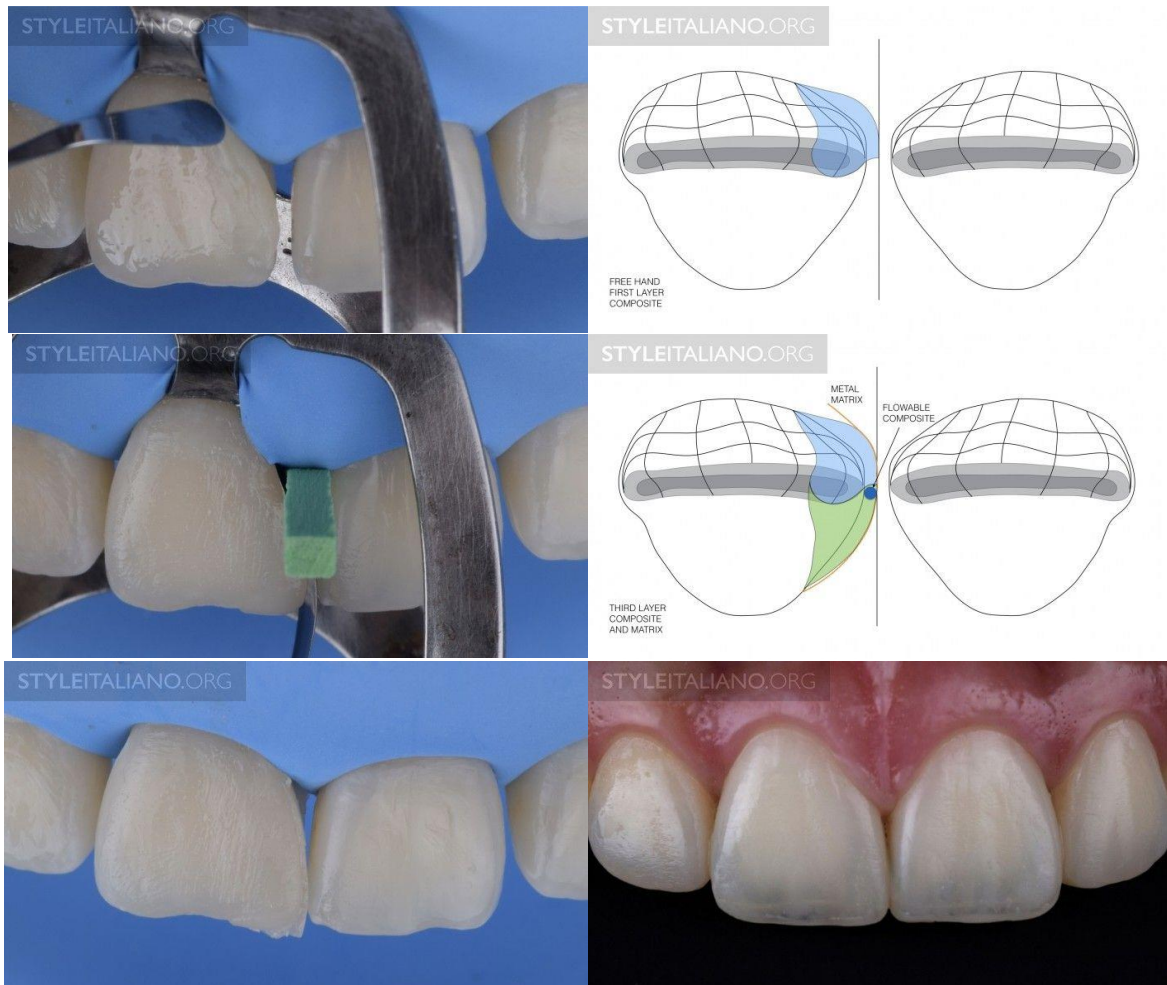 STYLEITALIANO.ORG
STYLEITALIANO.ORG
FREE HAND
FIRST LAYER
COMPOSITE
STYLEITALIANO.ORG
STYLEITALIANO.ORG
METAL
MATRIX
FLOWABLE
COMPOSITE
THIRD LAYER
COMPOSITE
AND MATRIX
STYLEITALIANO.ORG
STYLEITALIANO.ORG